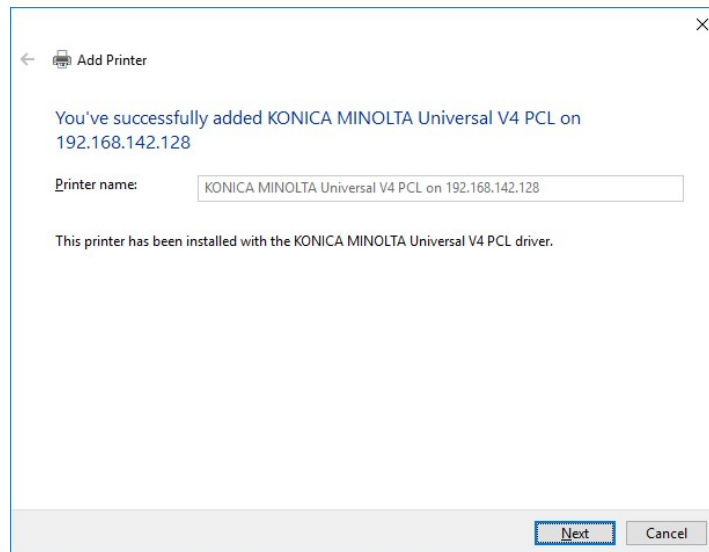 Add Printer
You've successfully added KONICA MINOLTA Universal V4 PCL on
192.168.142.128
Printer name: KONICA MINOLTA Universal V4 PCL on 192.168.142.128
This printer has been installed with the KONICA MINOLTA Universal V4 PCL driver.
Next Cancel